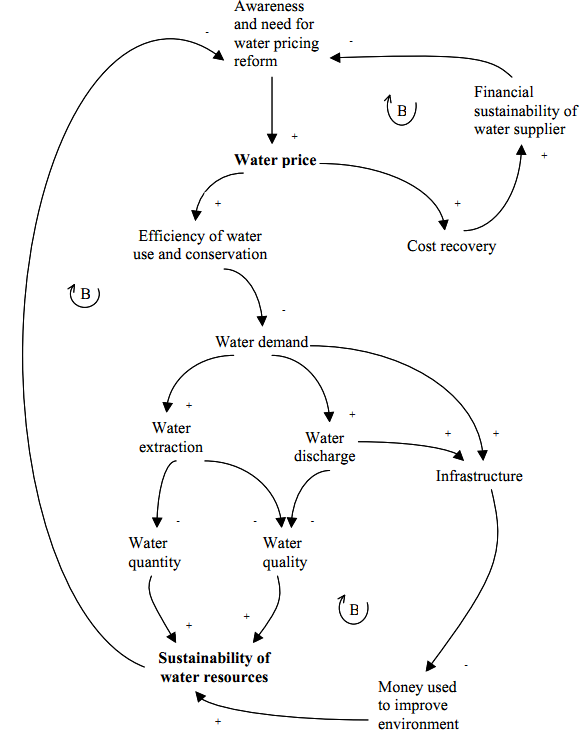 Awareness
and need for
water pricing
reform
-
-
B
Financial
sustainability of
water supplier
+
+
Water price
+
+
Efficiency of water
use and conservation
Cost recovery
B
-
Water demand
+
+
+
+
Water
extraction
Water
discharge
Infrastructure
-
-
-
Water
quantity
Water
quality
B
+
+
Sustainability of
water resources
-
Money used
to improve
environment
+